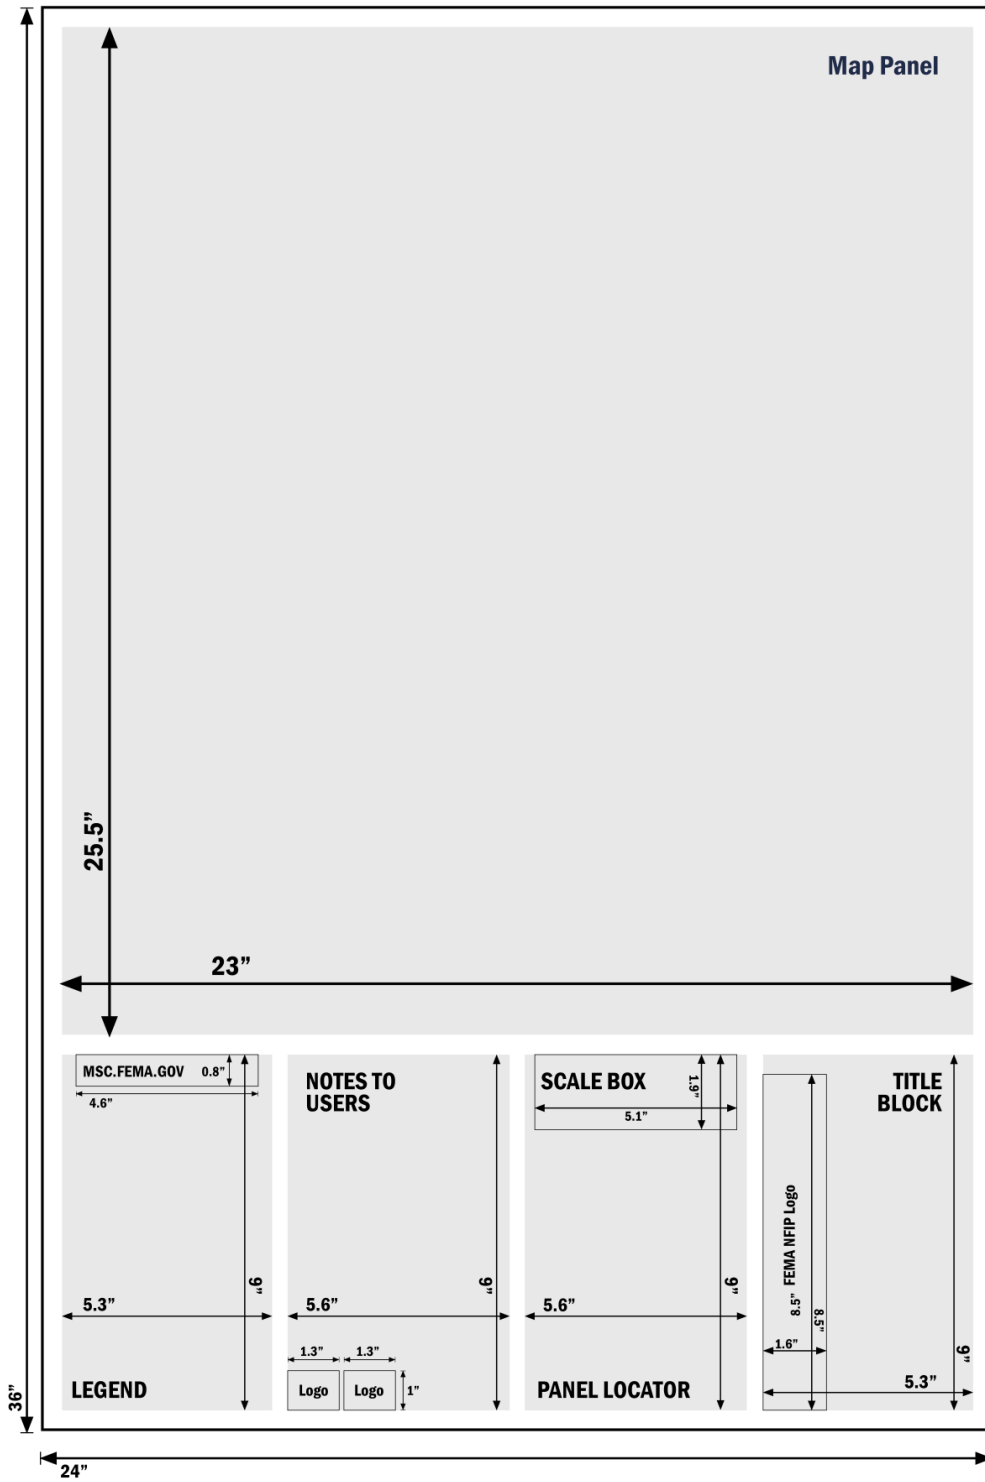 Map Panel
25.5”
23”
MSC.FEMA.GOV
0.8”
4.6”
9”
5.3”
LEGEND
NOTES TO
USERS
9”
5.6”
1.3”
1.3”
Logo
Logo
1”
SCALE BOX
1.9”
5.1”
9”
5.6”
PANEL LOCATOR
TITLE
BLOCK
8.5” FEMA NFIP Logo
8.5”
1.6”
9”
5.3”
36”
24”